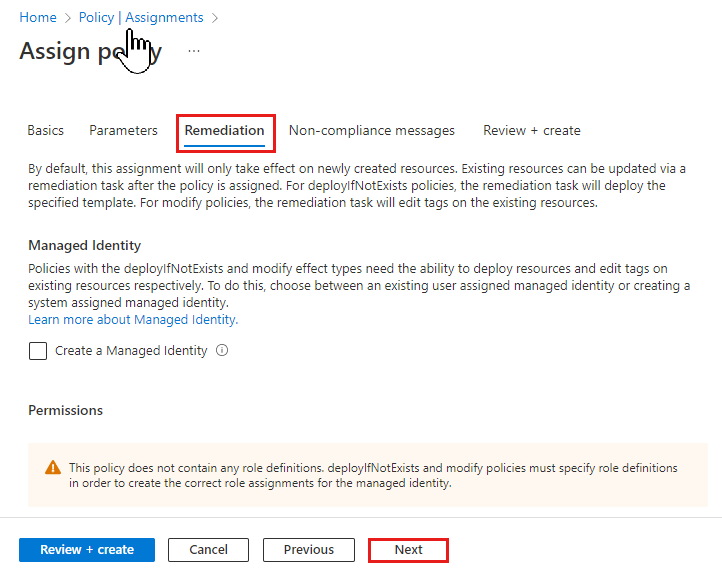 Home > Policy | Assignments >
Assign policy ...
Basics Parameters Remediation Non-compliance messages Review + create
By default, this assignment will only take effect on newly created resources. Existing resources can be updated via a
remediation task after the policy is assigned. For deployIfNotExists policies, the remediation task will deploy the
specified template. For modify policies, the remediation task will edit tags on the existing resources.
Managed Identity
Policies with the deployIfNotExists and modify effect types need the ability to deploy resources and edit tags on
existing resources respectively. To do this, choose between an existing user assigned managed identity or creating a
system assigned managed identity.
Learn more about Managed Identity.
Create a Managed Identity
Permissions
This policy does not contain any role definitions. deployIfNotExists and modify policies must specify role definitions
in order to create the correct role assignments for the managed identity.
Review + create Cancel Previous Next